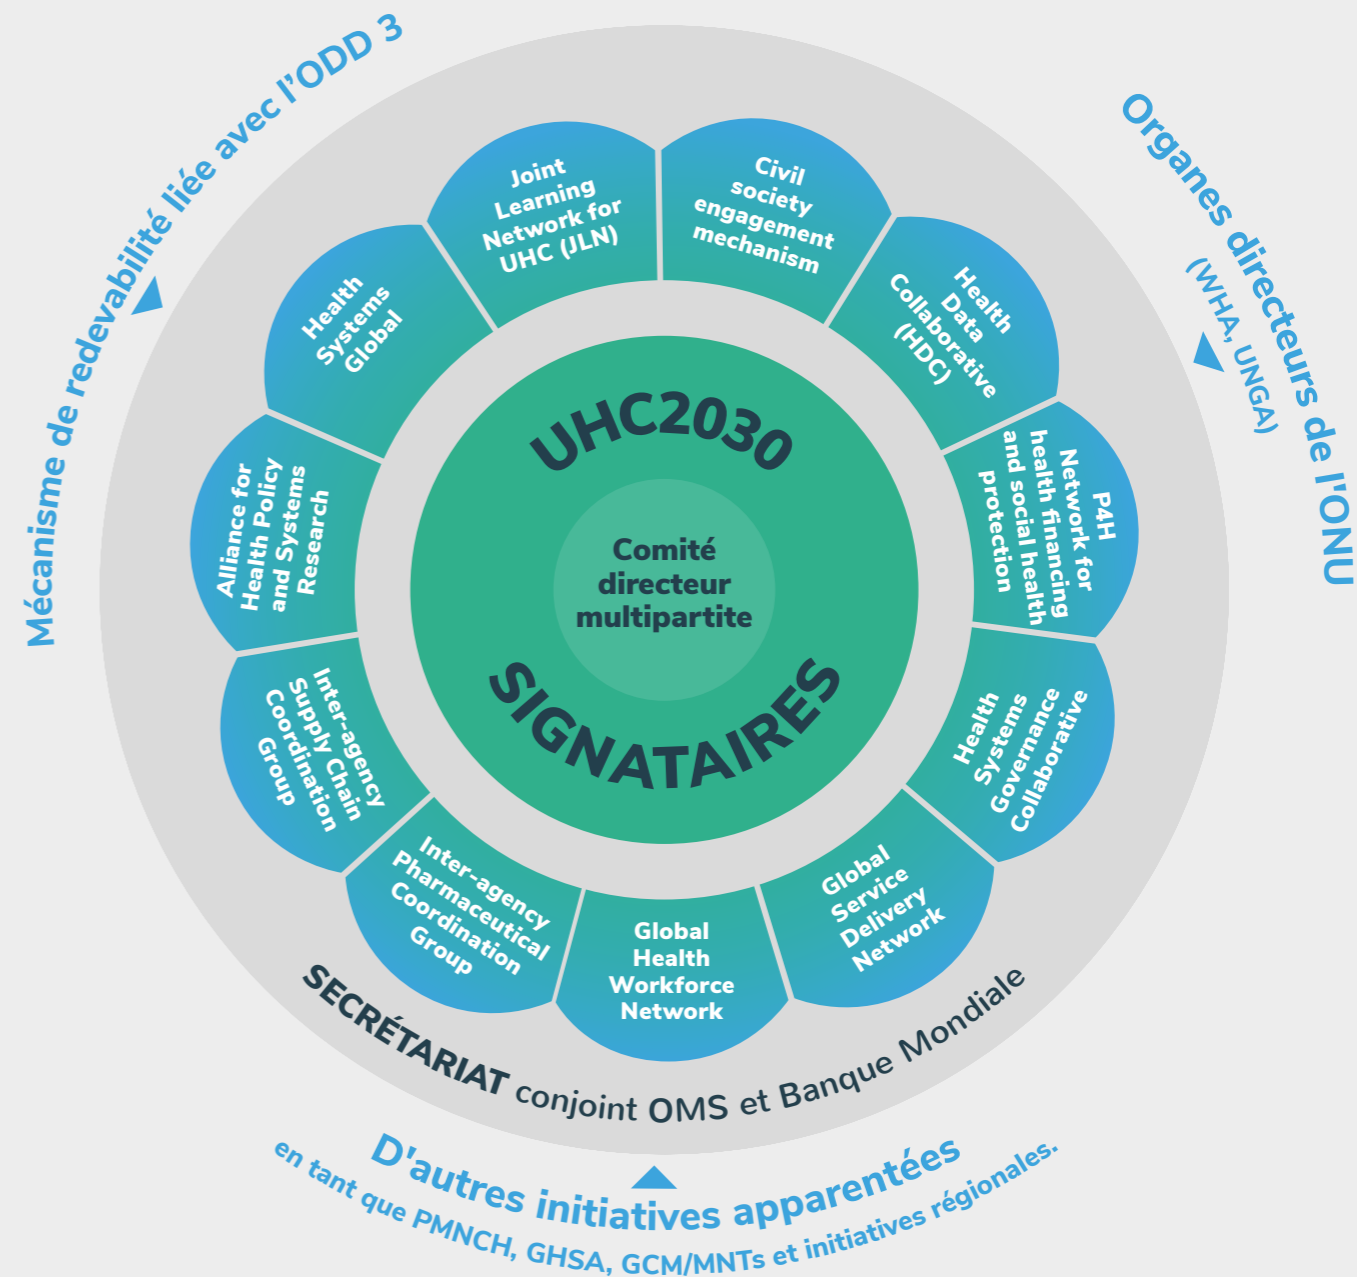 Mécanisme de redevabilité liée avec l'ODD 3
Organes directeurs de l'ONU
(WHA, UNGA)
Joint
Learning
Network for
UHC (JLN)
Civil
society
engagement
mechanism
Health
Data
Collaborative
(HDC)
P4H
Network for
health financing
and social health
protection
Health
Systems
Governance
Collaborative
Global
Service
Delivery
Network
Global
Health
Workforce
Network
Inter-agency
Pharmaceutical
Coordination
Group
Inter-agency
Supply Chain
Coordination
Group
Alliance for
Health Policy
and Systems
Research
Health
Systems
Global
UHC2030
Comité
directeur
multipartite
SIGNATAIRES
SECRÉTARIAT conjoint OMS et Banque Mondiale
D'autres initiatives apparentées
en tant que PMNCH, GHSA, GCM/MNTs et initiatives régionales.